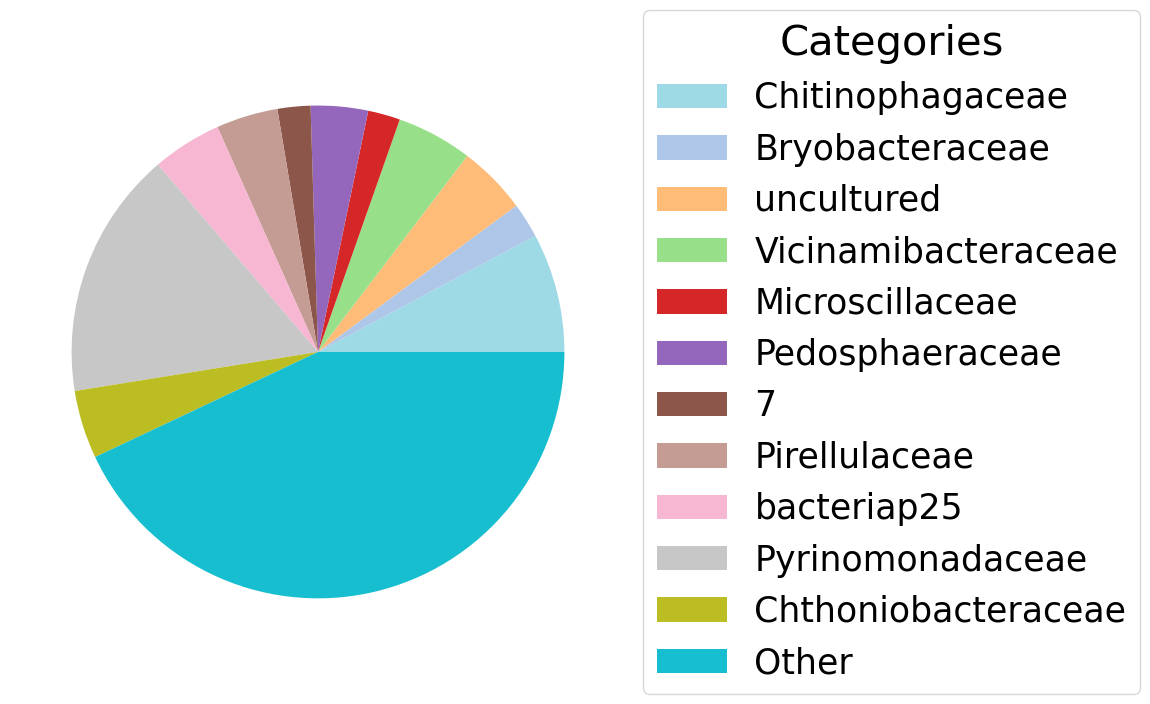 Categories
Chitinophagaceae
Bryobacteraceae
uncultured
Vicinamibacteraceae
Microscillaceae
Pedosphaeraceae
7
Pirellulaceae
bacteriap25
Pyrinomonadaceae
Chthoniobacteraceae
Other